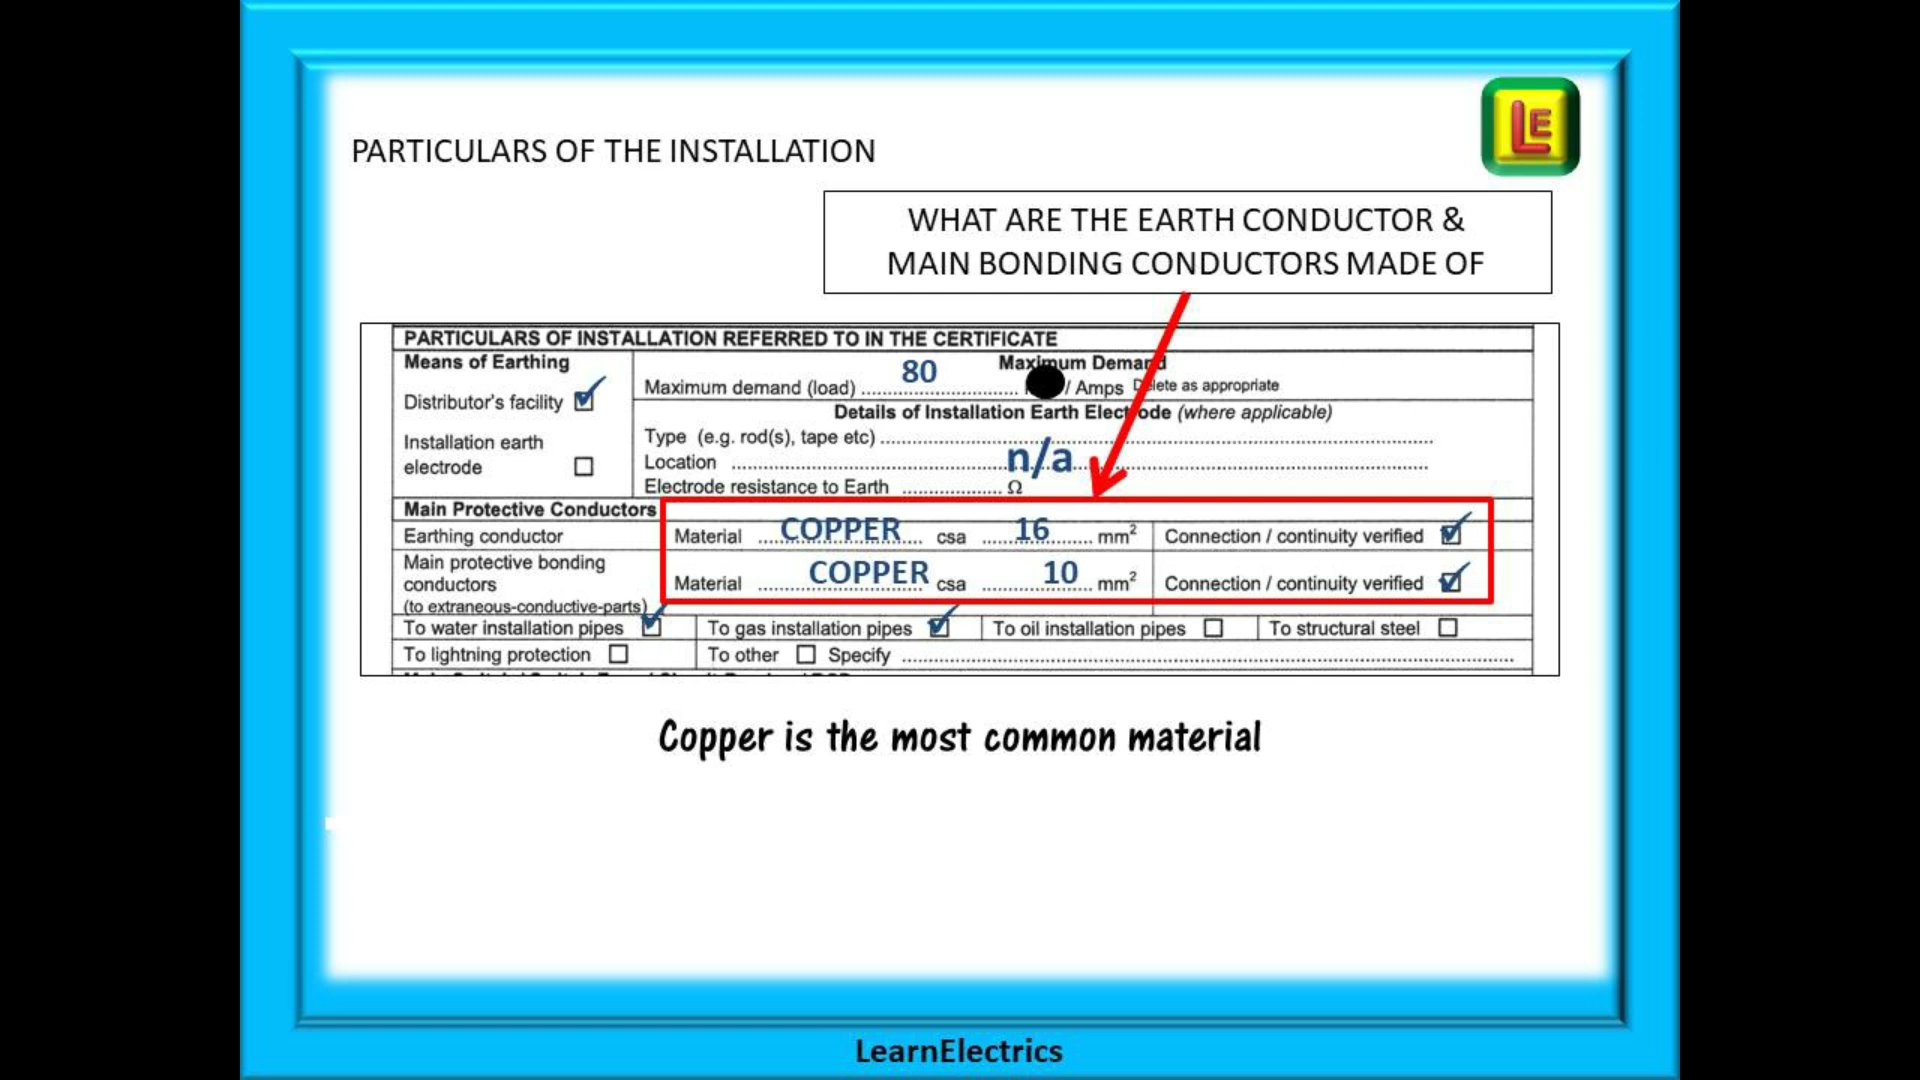 LE
PARTICULARS OF THE INSTALLATION
WHAT ARE THE EARTH CONDUCTOR &
MAIN BONDING CONDUCTORS MADE OF
PARTICULARS OF INSTALLATION REFERRED TO IN THE CERTIFICATE
Means of Earthing
Maximum Demand
Distributor's facility
Maximum demand (load) 80 / Amps Delete as appropriate
Details of Installation Earth Electrode (where applicable)
Installation earth
electrode
Type (e.g. rod(s), tape etc)
Location n/a
Electrode resistance to Earth Ω
Main Protective Conductors
Earthing conductor Material COPPER csa 16 mm² Connection / continuity verified
Main protective bonding
conductors
(to extraneous-conductive-parts)
Material COPPER csa 10 mm² Connection / continuity verified
To water installation pipes To gas installation pipes To oil installation pipes To structural steel
To lightning protection To other Specify
Copper is the most common material
LearnElectrics